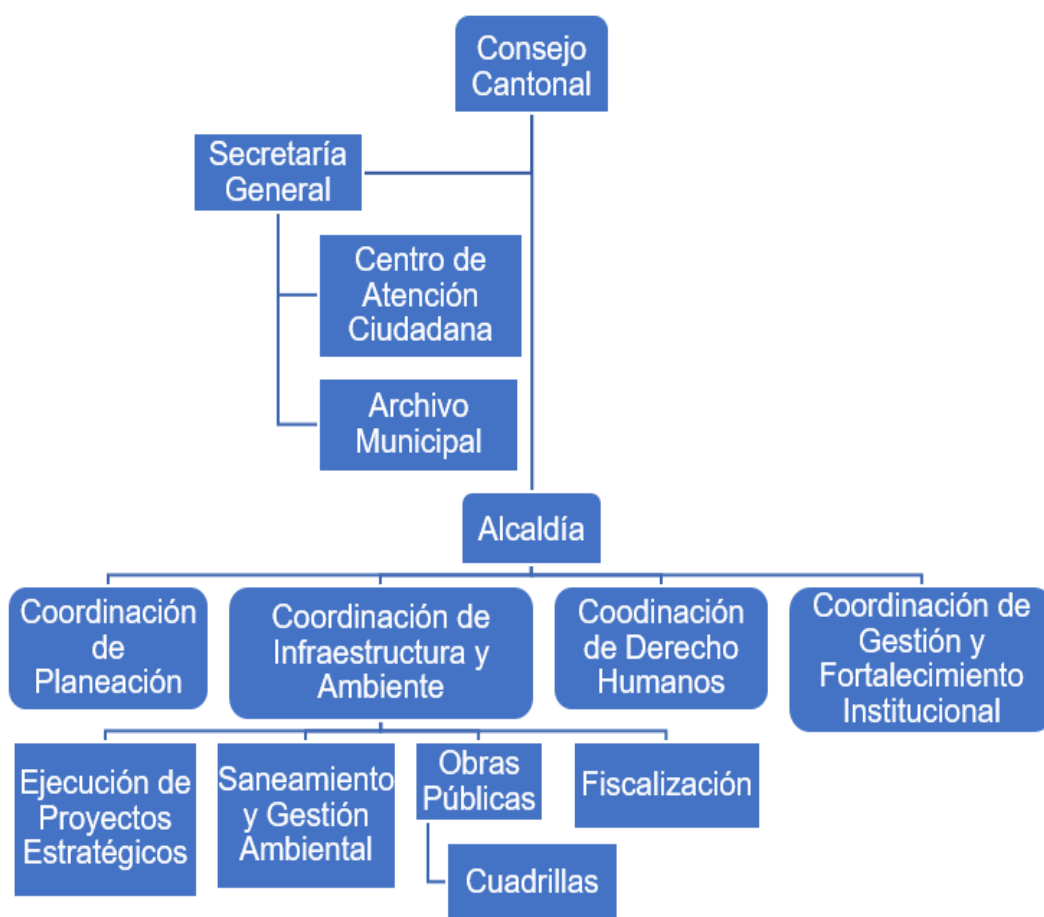 Consejo
Cantonal
Secretaría
General
Centro de
Atención
Ciudadana
Archivo
Municipal
Alcaldía
Coordinación
de
Planeación
Coordinación de
Infraestructura y
Ambiente
Coodinación
de Derecho
Humanos
Coordinación de
Gestión y
Fortalecimiento
Institucional
Ejecución de
Proyectos
Estratégicos
Saneamiento
y Gestión
Ambiental
Obras
Públicas
Fiscalización
Cuadrillas